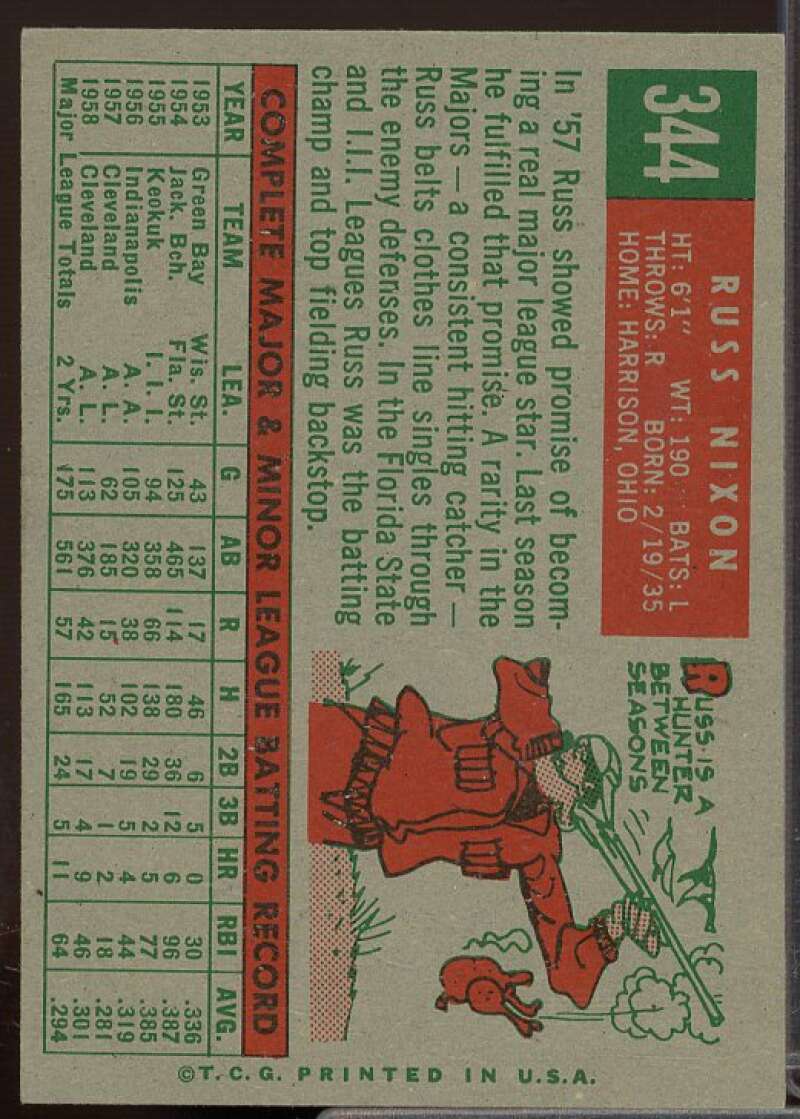 344
RUSS NIXON
HT: 6'1" WT: 190 BATS: L
THROWS: R BORN: 2/19/35
HOME: HARRISON, OHIO
In '57 Russ showed promise of becom-
ing a real major league star. Last season
he fulfilled that promise. A rarity in the
Majors — a consistent hitting catcher —
Russ belts clothes line singles through
the enemy defenses. In the Florida State
and I.I.I. Leagues Russ was the batting
champ and top fielding backstop.
RUSS IS A
HUNTER
BETWEEN
SEASONS
COMPLETE MAJOR & MINOR LEAGUE BATTING RECORD
YEAR TEAM LEA. G AB R H 2B 3B HR RBI AVG.
1953 Green Bay Wis. St. 43 137 17 46 6 5 0 30 .336
1954 Jack. Bch. Fla. St. 125 465 114 180 36 12 6 96 .387
1955 Keokuk I. I. I. 94 358 66 138 29 2 5 77 .385
1956 Indianapolis A. A. 105 320 38 102 19 5 4 44 .319
1957 Cleveland A. L. 62 185 15 52 7 1 2 18 .281
1958 Cleveland A. L. 113 376 42 113 17 4 9 46 .301
Major League Totals 2 Yrs. 175 561 57 165 24 5 11 64 .294
©T.C.G. PRINTED IN U.S.A.